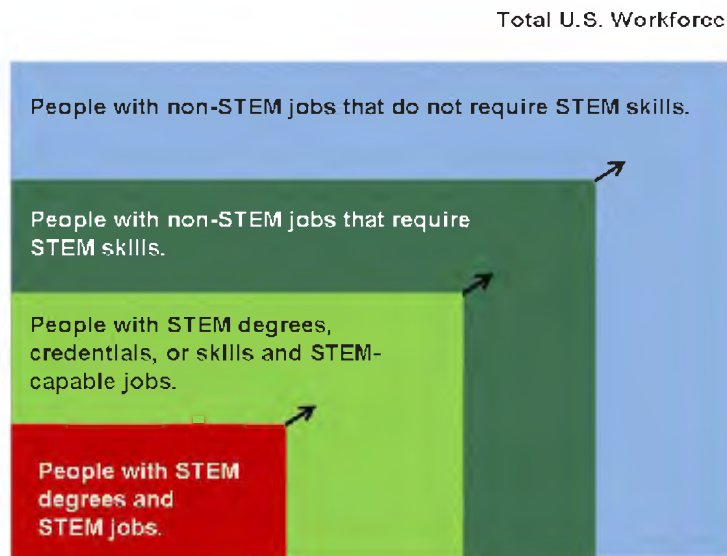 Total U.S. Workforce
People with non-STEM jobs that do not require STEM skills.
People with non-STEM jobs that require
STEM skills.
People with STEM degrees,
credentials, or skills and STEM-
capable jobs.
People with STEM
degrees and
STEM jobs.